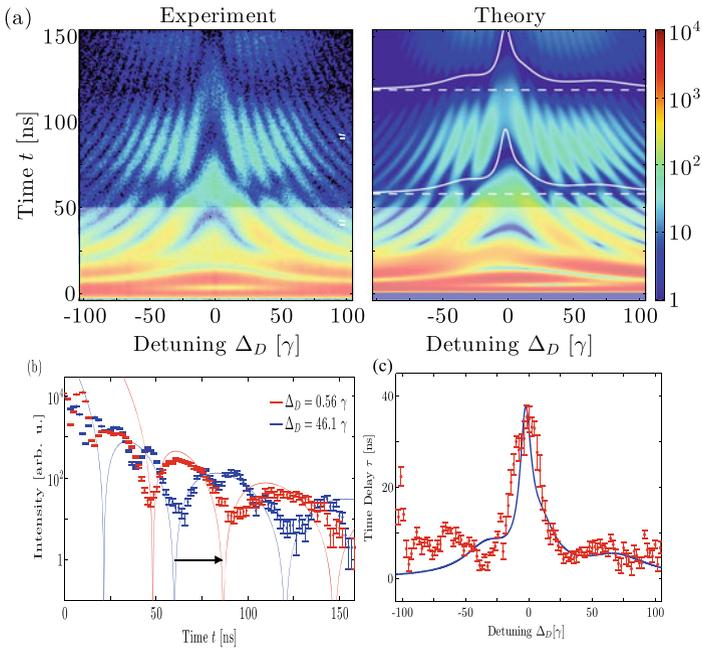 (a) Experiment Theory
Time t [ns]
150
100
50
0
10^4
10^3
10^2
10
1
-100 -50 0 50 100 -100 -50 0 50 100
Detuning Δ_D [γ] Detuning Δ_D [γ]
(b)
Intensity [arb. u.]
10^4
10^2
1
Δ_D = 0.56 γ
Δ_D = 46.1 γ
0 50 100 150
Time t [ns]
(c)
Time Delay τ [ns]
40
20
0
-100 -50 0 50 100
Detuning Δ_D[γ]